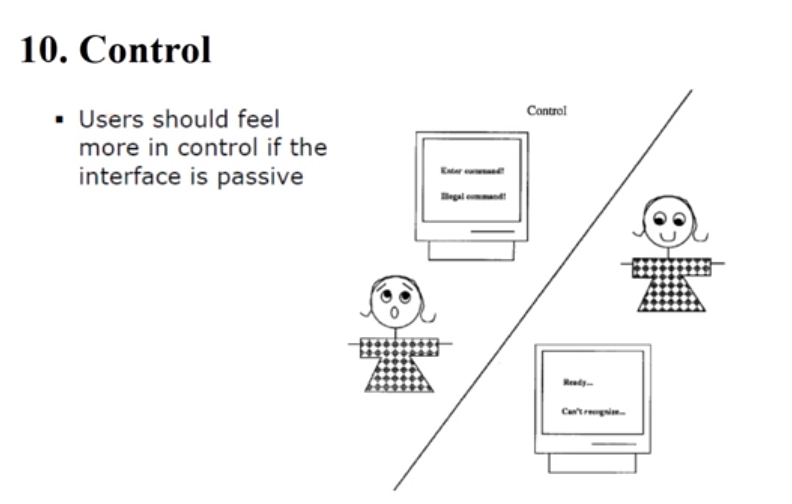 10. Control
▪ Users should feel
more in control if the
interface is passive
Control
Enter command!
Illegal command!
Ready...
Can't recognize...